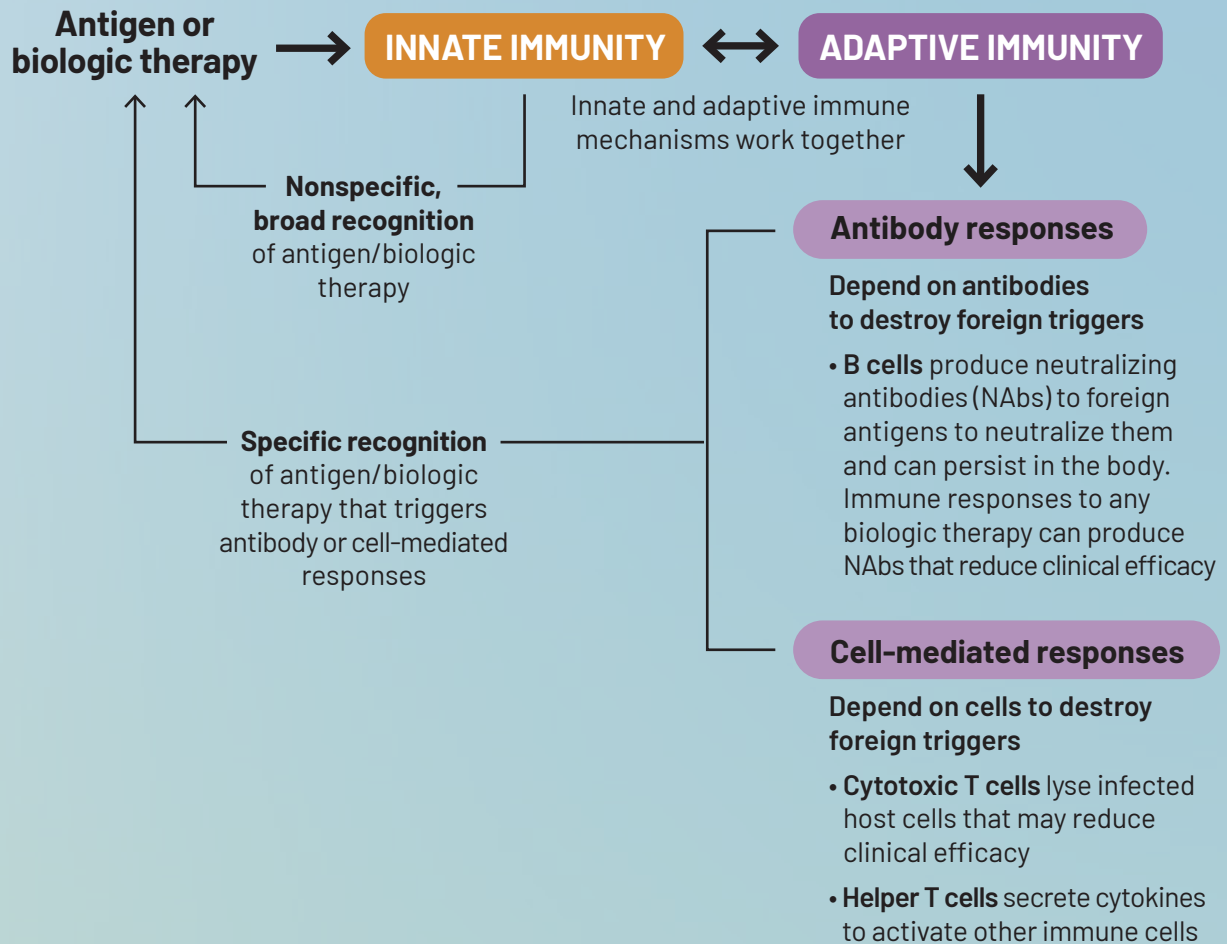 Antigen or
biologic therapy
INNATE IMMUNITY
ADAPTIVE IMMUNITY
Innate and adaptive immune
mechanisms work together
Nonspecific,
broad recognition
of antigen/biologic
therapy
Specific recognition
of antigen/biologic
therapy that triggers
antibody or cell-mediated
responses
Antibody responses
Depend on antibodies
to destroy foreign triggers
• B cells produce neutralizing
antibodies (NAbs) to foreign
antigens to neutralize them
and can persist in the body.
Immune responses to any
biologic therapy can produce
NAbs that reduce clinical efficacy
Cell-mediated responses
Depend on cells to destroy
foreign triggers
• Cytotoxic T cells lyse infected
host cells that may reduce
clinical efficacy
• Helper T cells secrete cytokines
to activate other immune cells